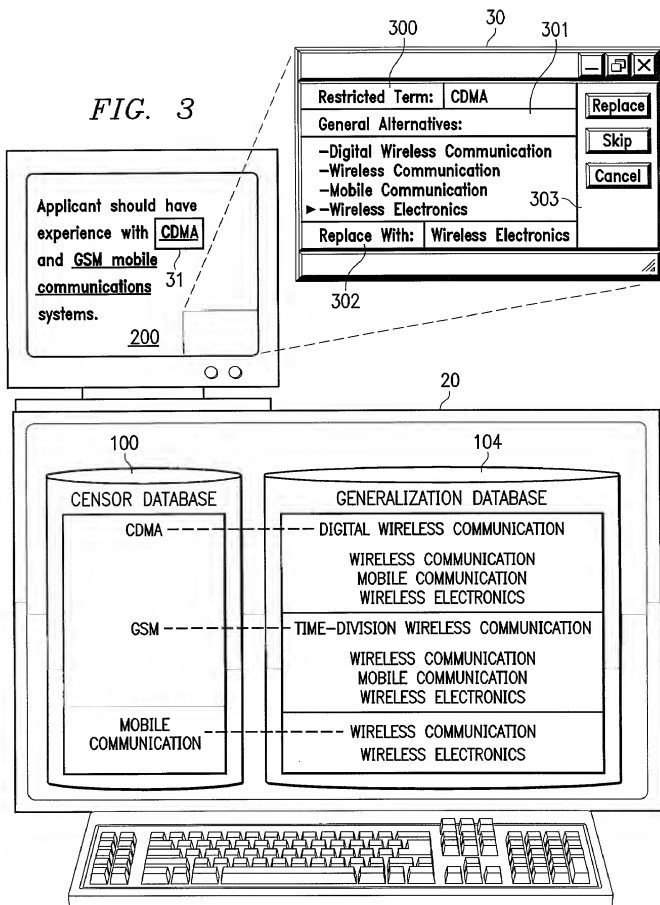 FIG. 3
30
300
301
Restricted Term: CDMA
General Alternatives:
–Digital Wireless Communication
–Wireless Communication
–Mobile Communication
–Wireless Electronics
Replace With: Wireless Electronics
302
303
Replace
Skip
Cancel
Applicant should have
experience with CDMA
and GSM mobile
communications
systems.
31
200
20
100
104
CENSOR DATABASE
CDMA
GSM
MOBILE
COMMUNICATION
GENERALIZATION DATABASE
DIGITAL WIRELESS COMMUNICATION
WIRELESS COMMUNICATION
MOBILE COMMUNICATION
WIRELESS ELECTRONICS
TIME–DIVISION WIRELESS COMMUNICATION
WIRELESS COMMUNICATION
MOBILE COMMUNICATION
WIRELESS ELECTRONICS
WIRELESS COMMUNICATION
WIRELESS ELECTRONICS